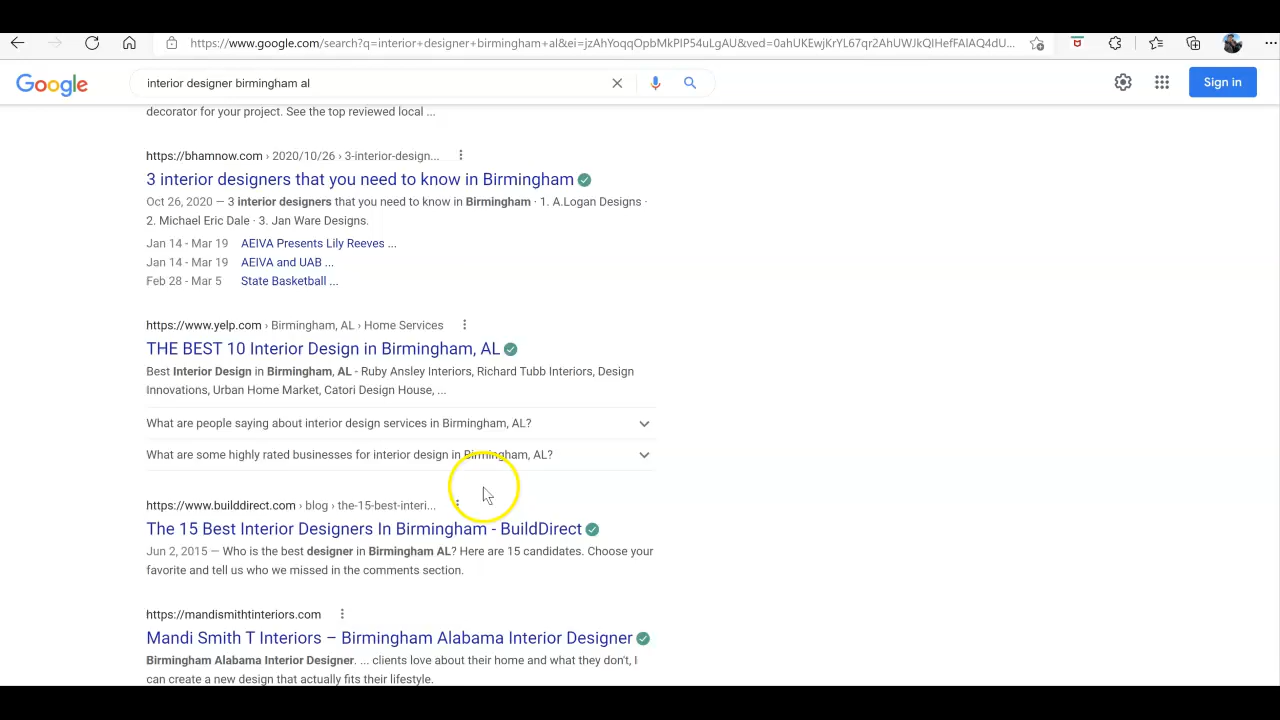 https://www.google.com/search?q=interior+designer+birmingham+al&ei=jzAhYoqqOpbMkPIP54uLgAU&ved=0ahUKEwjKrYL67qr2AhUWJkQIHefFAlAQ4dU...
Google
interior designer birmingham al
Sign in
decorator for your project. See the top reviewed local ...
https://bhamnow.com › 2020/10/26 › 3-interior-design...
3 interior designers that you need to know in Birmingham
Oct 26, 2020 — 3 interior designers that you need to know in Birmingham · 1. A.Logan Designs ·
2. Michael Eric Dale · 3. Jan Ware Designs.
Jan 14 - Mar 19 AEIVA Presents Lily Reeves ...
Jan 14 - Mar 19 AEIVA and UAB ...
Feb 28 - Mar 5 State Basketball ...
https://www.yelp.com › Birmingham, AL › Home Services
THE BEST 10 Interior Design in Birmingham, AL
Best Interior Design in Birmingham, AL - Ruby Ansley Interiors, Richard Tubb Interiors, Design
Innovations, Urban Home Market, Catori Design House, ...
What are people saying about interior design services in Birmingham, AL?
What are some highly rated businesses for interior design in Birmingham, AL?
https://www.builddirect.com › blog › the-15-best-interi...
The 15 Best Interior Designers In Birmingham - BuildDirect
Jun 2, 2015 — Who is the best designer in Birmingham AL? Here are 15 candidates. Choose your
favorite and tell us who we missed in the comments section.
https://mandismithtinteriors.com
Mandi Smith T Interiors – Birmingham Alabama Interior Designer
Birmingham Alabama Interior Designer. ... clients love about their home and what they don't, I
can create a new design that actually fits their lifestyle.